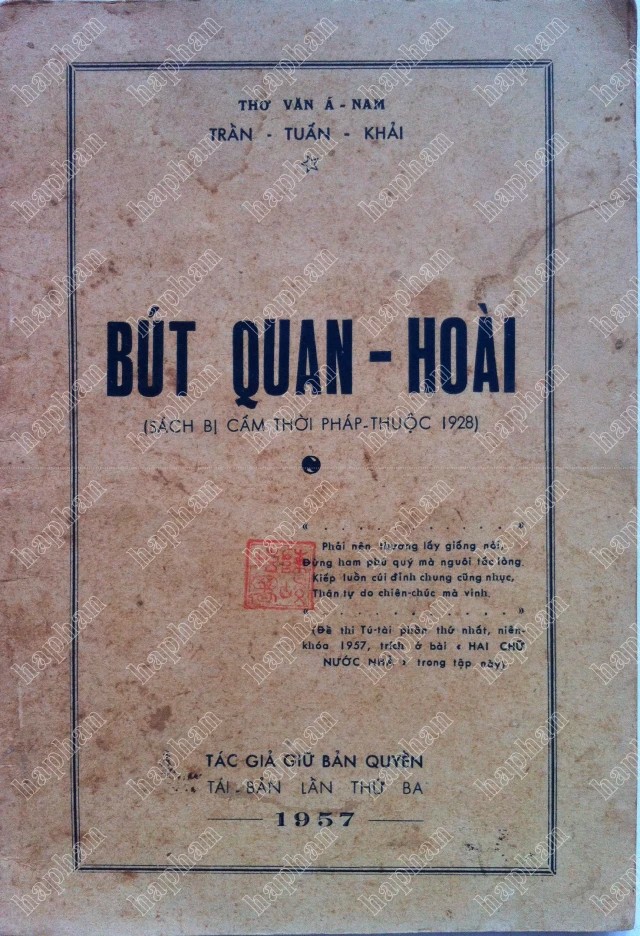 THƠ VĂN Á - NAM
TRẦN - TUẤN - KHẢI
BÚT QUAN - HOÀI
(SÁCH BỊ CẤM THỜI PHÁP-THUỘC 1928)
« . . . . . . . . . . . . »
Phải nên thương lấy giống nòi,
Đừng ham phú quý mà nguôi tấc lòng.
Kiếp luồn cúi đỉnh chung cũng nhục,
Thân tự do chiên-chúc mà vinh.
« . . . . . . . . . . . . »
(Đề thi Tú-tài phần thứ nhất, niên-
khóa 1957, trích ở bài « HAI CHỮ
NƯỚC NHÀ » trong tập này)
TÁC GIẢ GIỮ BẢN QUYỀN
TÁI BẢN LẦN THỨ BA
1957
haphan